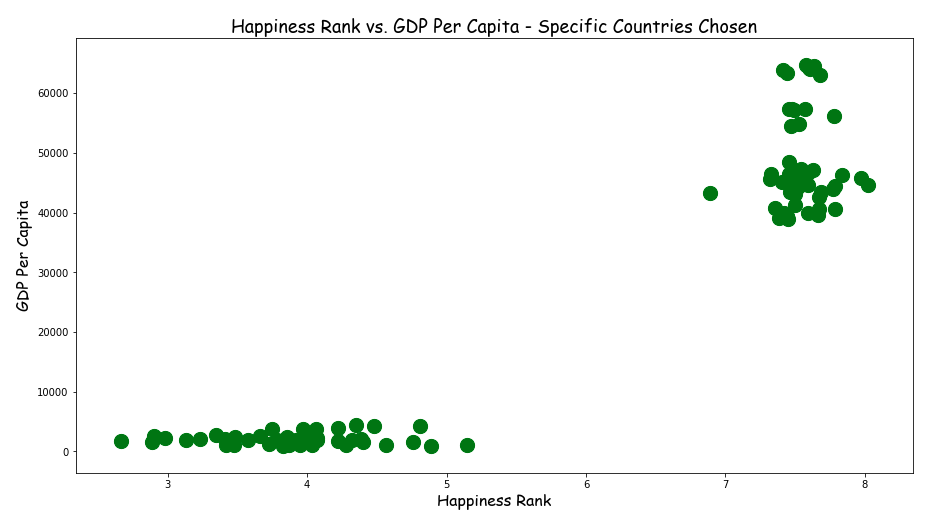 Happiness Rank vs. GDP Per Capita - Specific Countries Chosen
60000
50000
40000
30000
20000
10000
0
GDP Per Capita
3 4 5 6 7 8
Happiness Rank